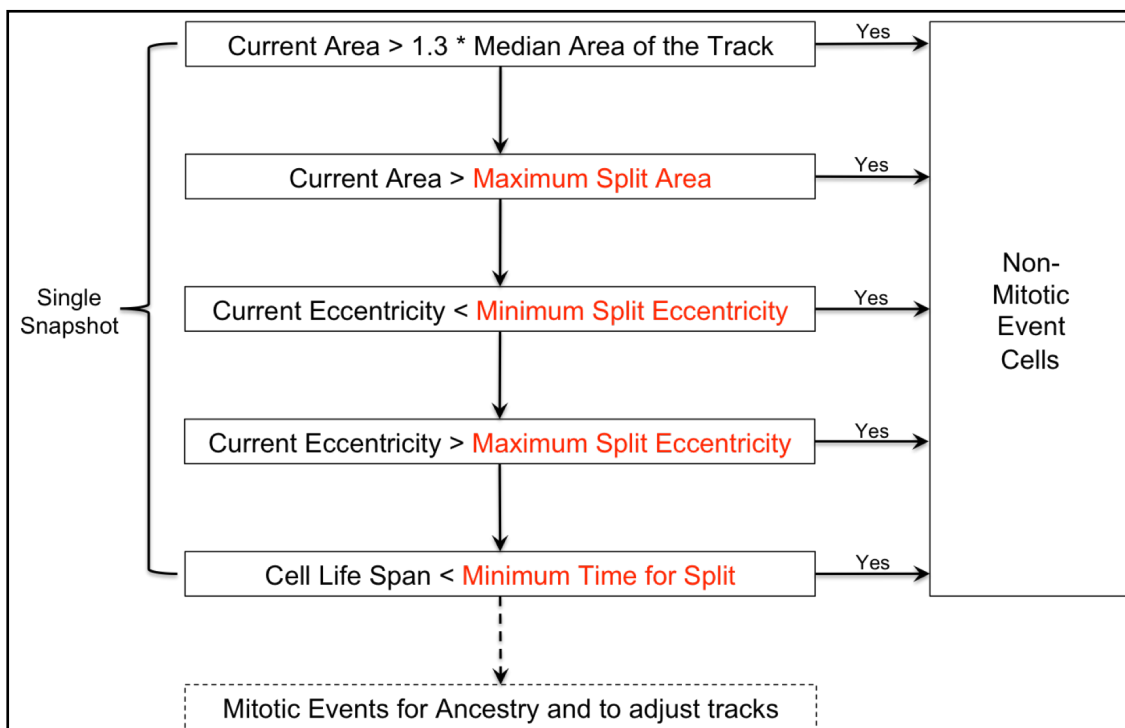 Current Area > 1.3 * Median Area of the Track
Yes
Current Area > Maximum Split Area
Yes
Single
Snapshot
Current Eccentricity < Minimum Split Eccentricity
Yes
Non-
Mitotic
Event
Cells
Current Eccentricity > Maximum Split Eccentricity
Yes
Cell Life Span < Minimum Time for Split
Yes
Mitotic Events for Ancestry and to adjust tracks